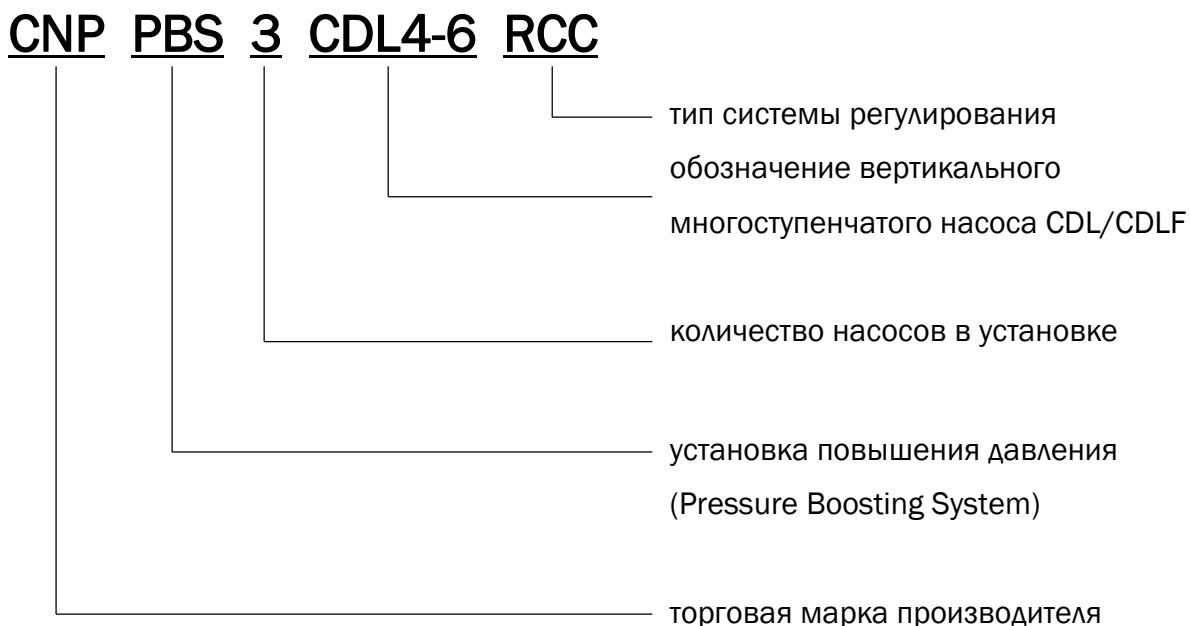 CNP PBS 3 CDL4-6 RCC
тип системы регулирования
обозначение вертикального
многоступенчатого насоса CDL/CDLF
количество насосов в установке
установка повышения давления
(Pressure Boosting System)
торговая марка производителя